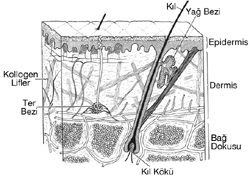 Kıl
Yağ Bezi
Epidermis
Kollogen
Lifler
Dermis
Ter
Bezi
Bağ
Dokusu
Kıl Kökü